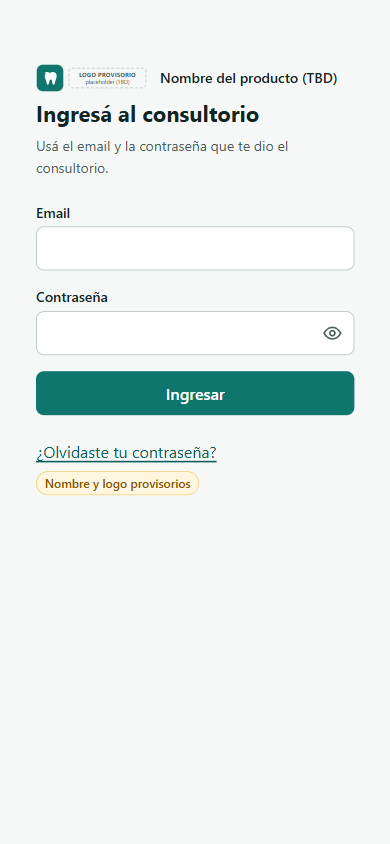 LOGO PROVISORIO
placeholder (TBD)
Nombre del producto (TBD)
Ingresá al consultorio
Usá el email y la contraseña que te dio el
consultorio.
Email
Contraseña
Ingresar
¿Olvidaste tu contraseña?
Nombre y logo provisorios